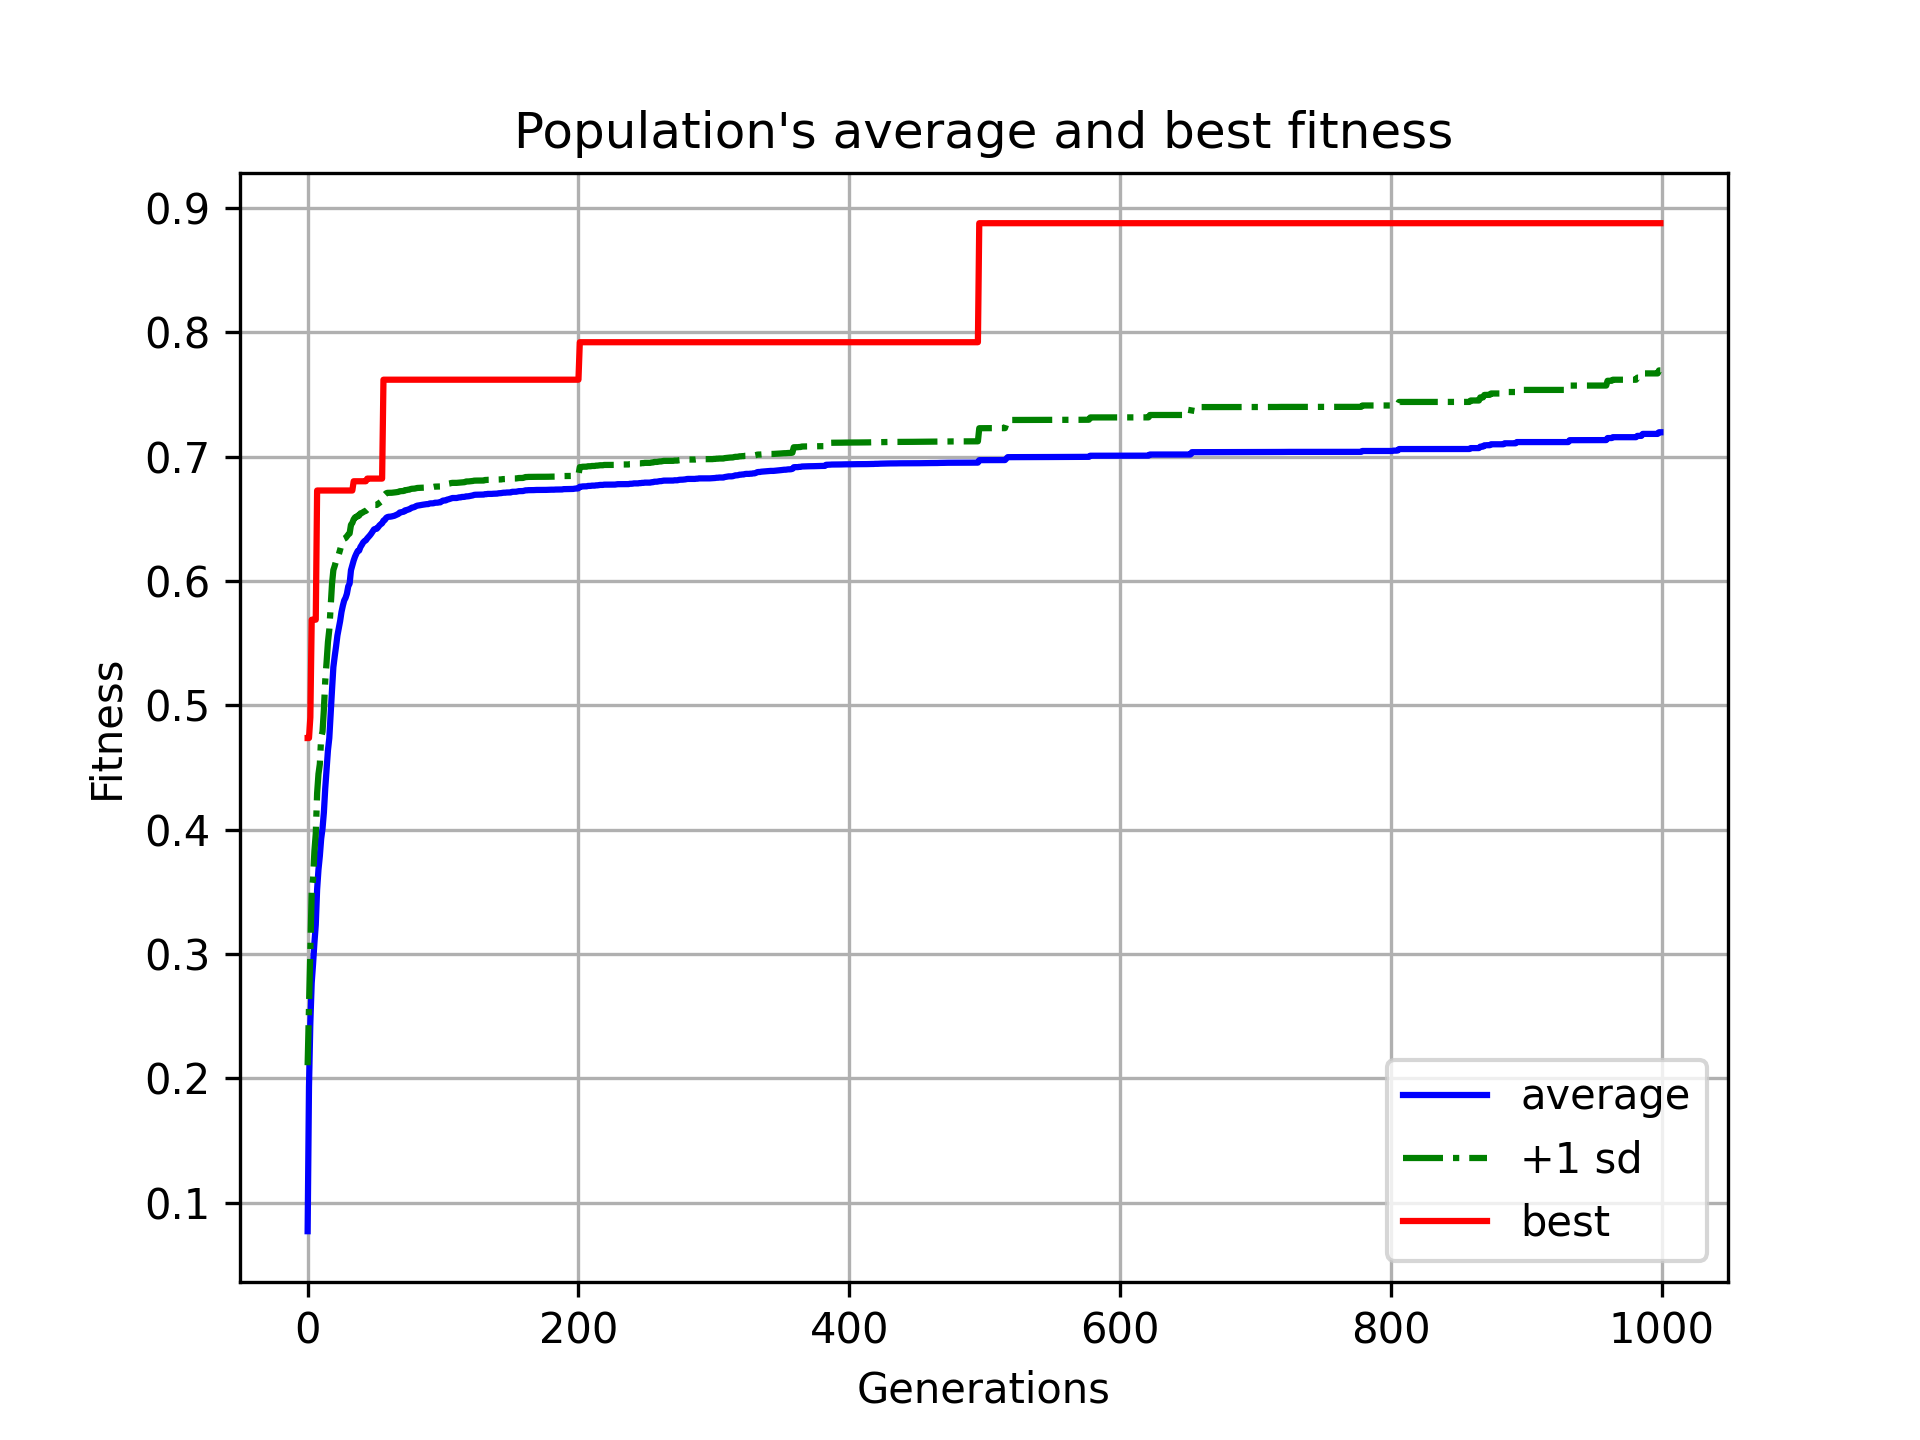 Population's average and best fitness
0.9
0.8
0.7
0.6
0.5
0.4
0.3
0.2
0.1
Fitness
0 200 400 600 800 1000
Generations
average
+1 sd
best